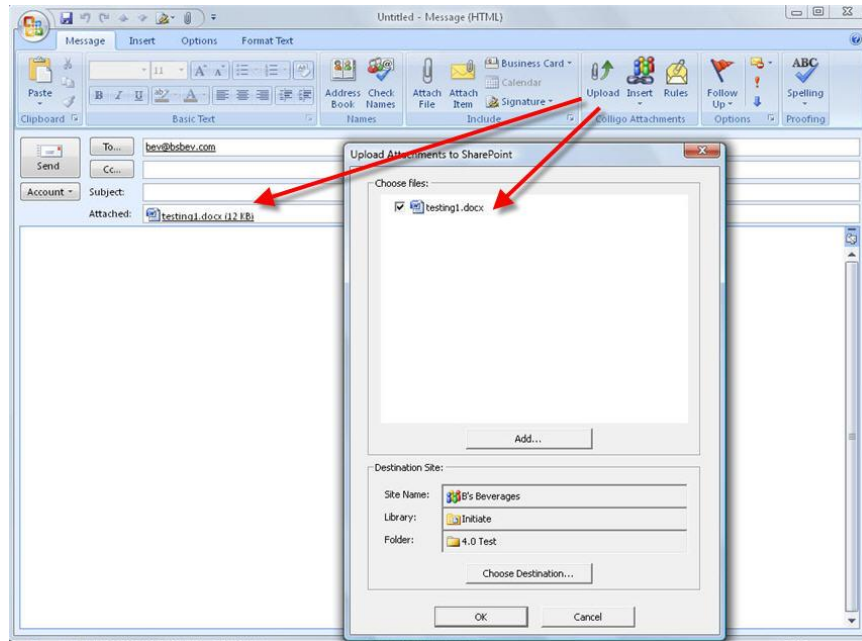 Untitled - Message (HTML)
Message Insert Options Format Text
Paste
11
A A
B I U
Address Book
Check Names
Attach File
Attach Item
Business Card
Calendar
Signature
Upload Insert Rules
Follow Up
ABC
Spelling
Clipboard Basic Text Names Include Colligo Attachments Options Proofing
Send
To... bev@bsbev.com
Cc...
Account
Subject:
Attached: testing1.docx (12 KB)
Upload Attachments to SharePoint
Choose files:
testing1.docx
Add...
Destination Site:
Site Name: B's Beverages
Library: Initiate
Folder: 4.0 Test
Choose Destination...
OK Cancel